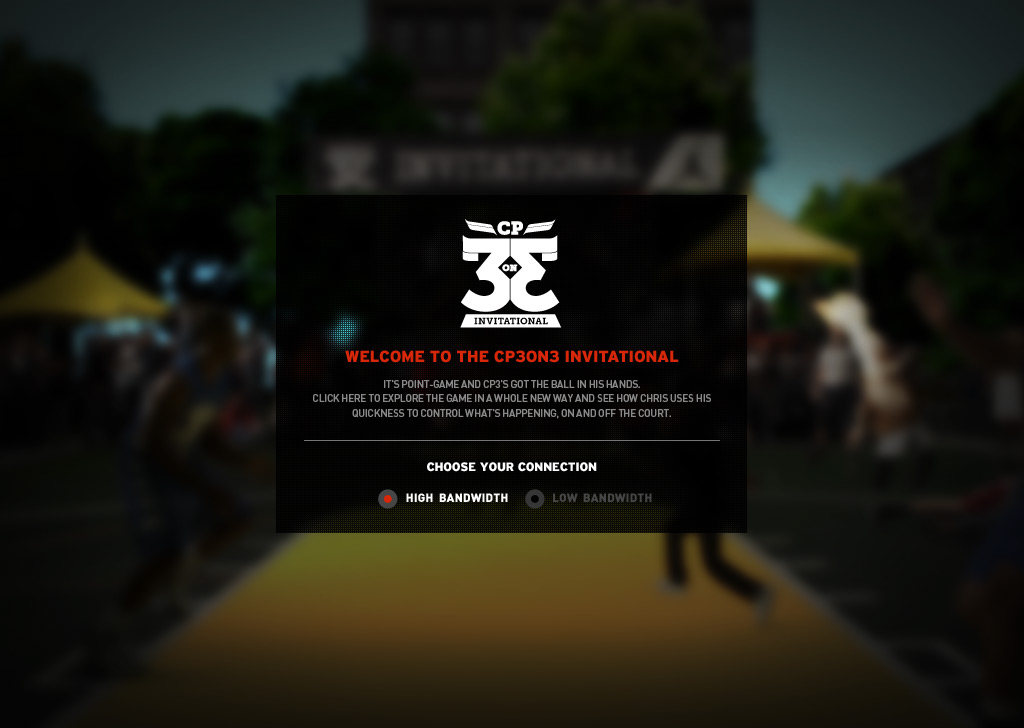 INVITATIONAL
CP
3 ON 3
INVITATIONAL
WELCOME TO THE CP3ON3 INVITATIONAL
IT'S POINT-GAME AND CP3'S GOT THE BALL IN HIS HANDS.
CLICK HERE TO EXPLORE THE GAME IN A WHOLE NEW WAY AND SEE HOW CHRIS USES HIS
QUICKNESS TO CONTROL WHAT'S HAPPENING, ON AND OFF THE COURT.
CHOOSE YOUR CONNECTION
HIGH BANDWIDTH LOW BANDWIDTH